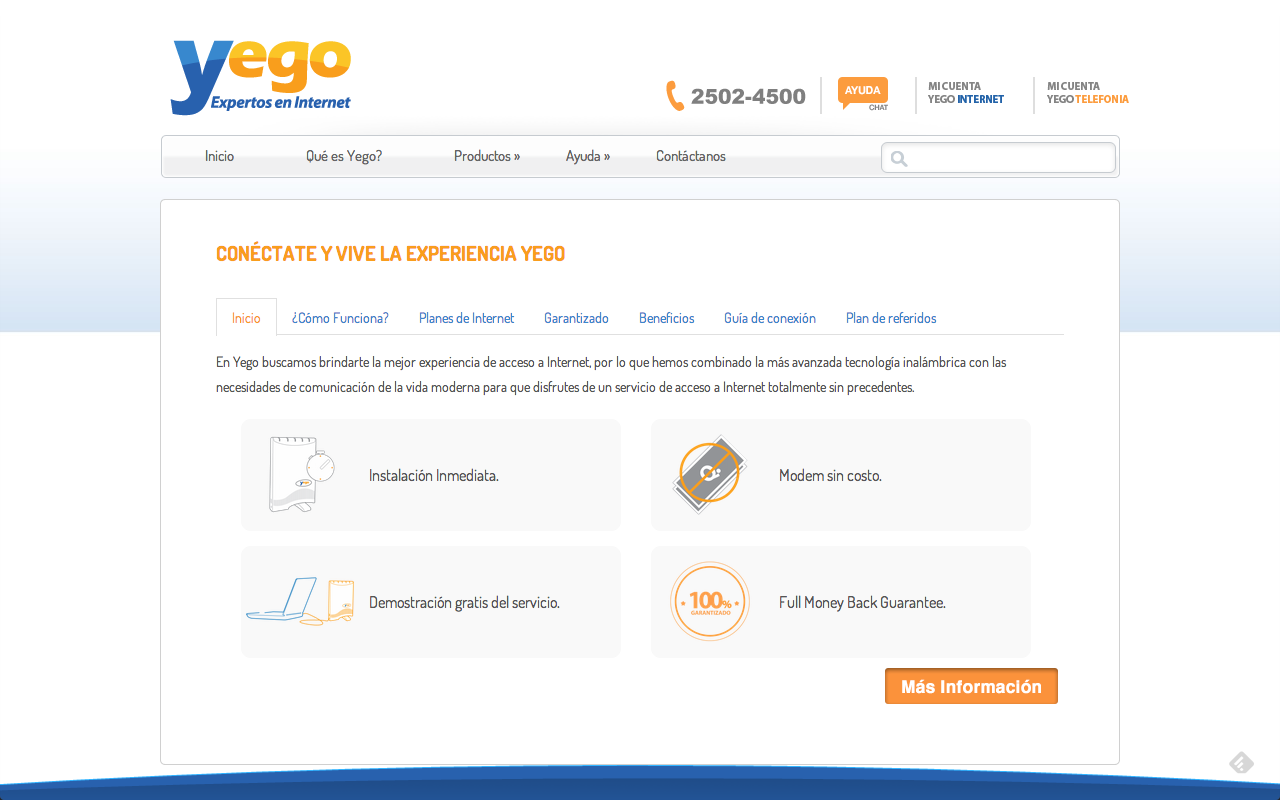 yego
Expertos en Internet
2502-4500
AYUDA
CHAT
MI CUENTA
YEGO INTERNET
MI CUENTA
YEGO TELEFONIA
Inicio
Qué es Yego?
Productos »
Ayuda »
Contáctanos
CONÉCTATE Y VIVE LA EXPERIENCIA YEGO
Inicio
¿Cómo Funciona?
Planes de Internet
Garantizado
Beneficios
Guía de conexión
Plan de referidos
En Yego buscamos brindarte la mejor experiencia de acceso a Internet, por lo que hemos combinado la más avanzada tecnología inalámbrica con las
necesidades de comunicación de la vida moderna para que disfrutes de un servicio de acceso a Internet totalmente sin precedentes.
Instalación Inmediata.
Modem sin costo.
Demostración gratis del servicio.
100%
GARANTIZADO
Full Money Back Guarantee.
Más Información